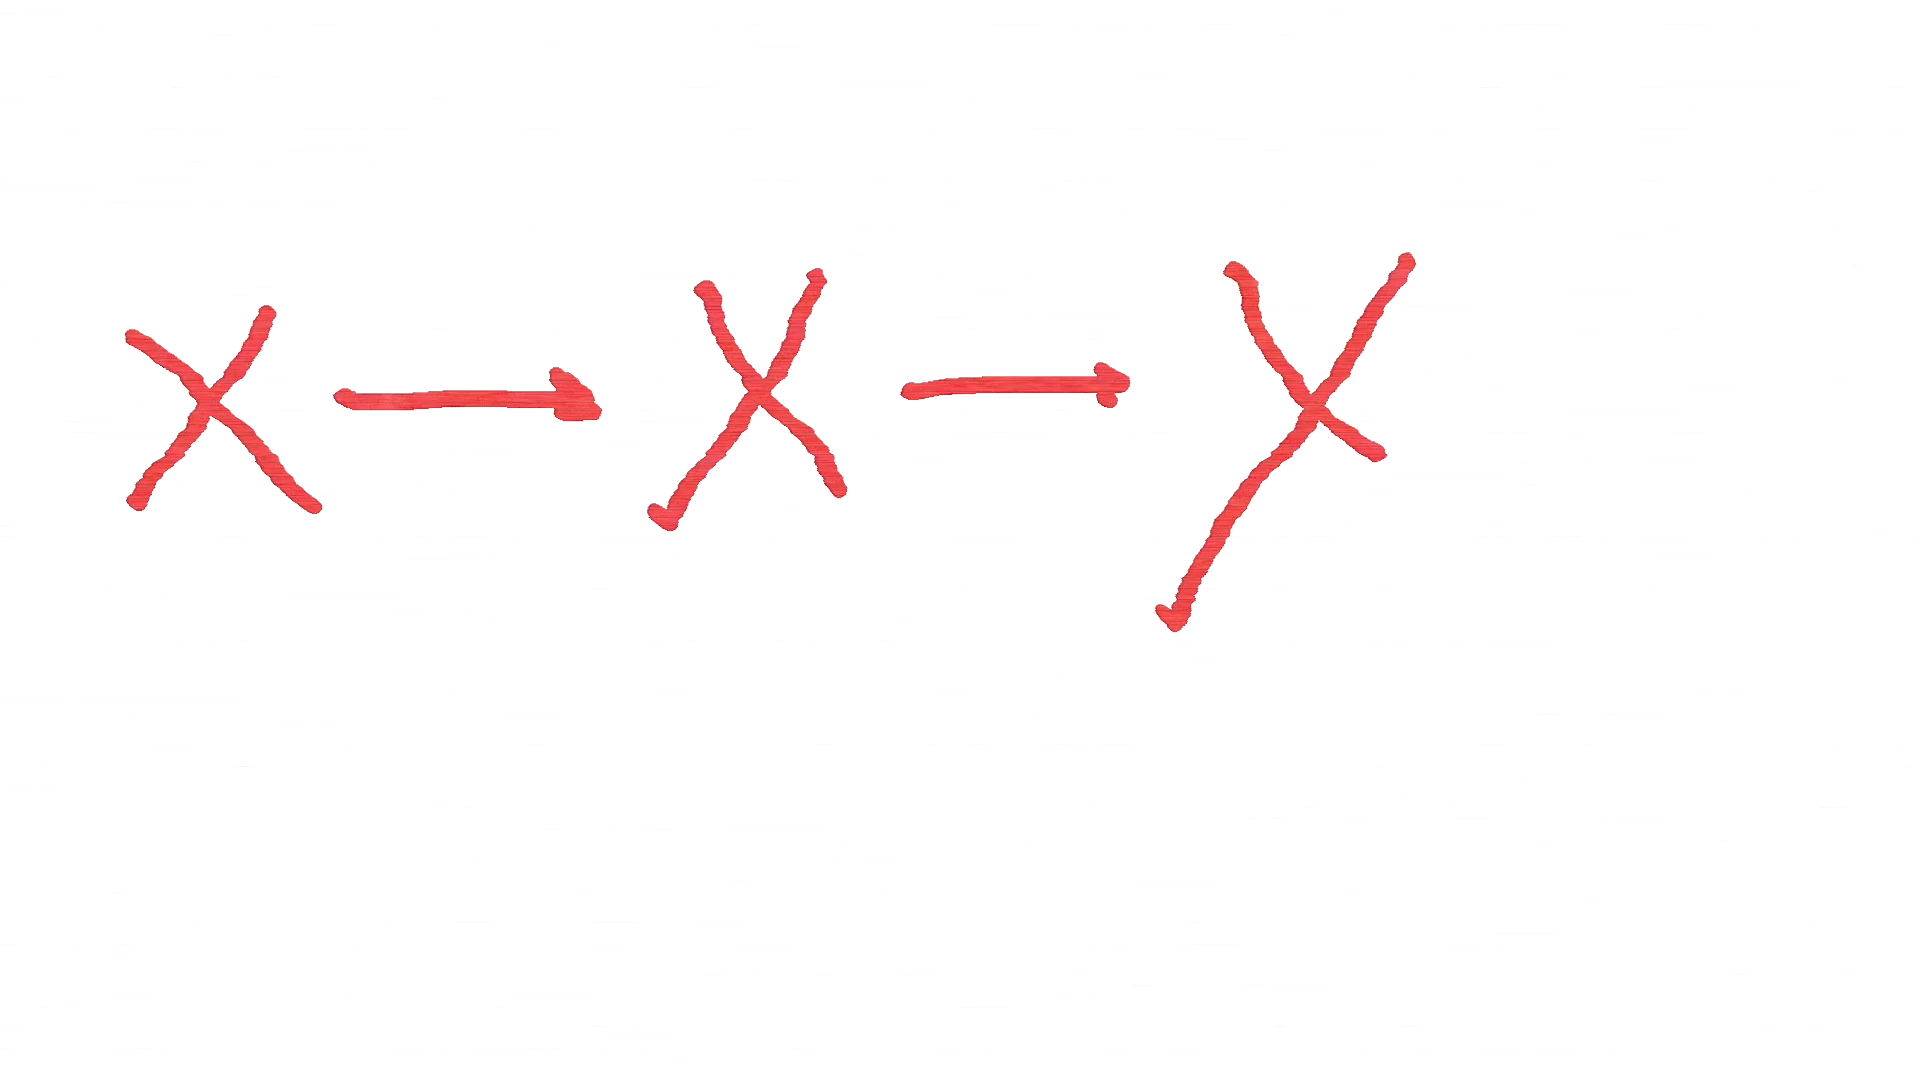 X → X → Y